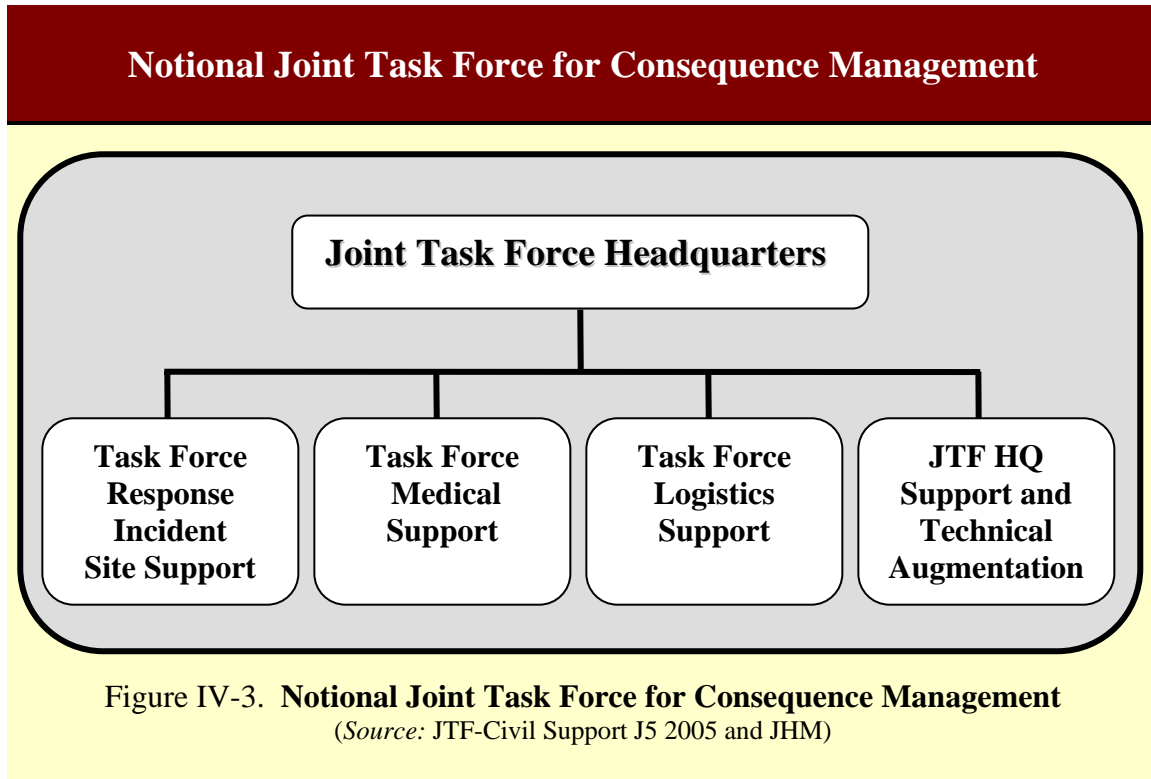 Notional Joint Task Force for Consequence Management
Joint Task Force Headquarters
Task Force
Response
Incident
Site Support
Task Force
Medical
Support
Task Force
Logistics
Support
JTF HQ
Support and
Technical
Augmentation
Figure IV-3. Notional Joint Task Force for Consequence Management
(Source: JTF-Civil Support J5 2005 and JHM)